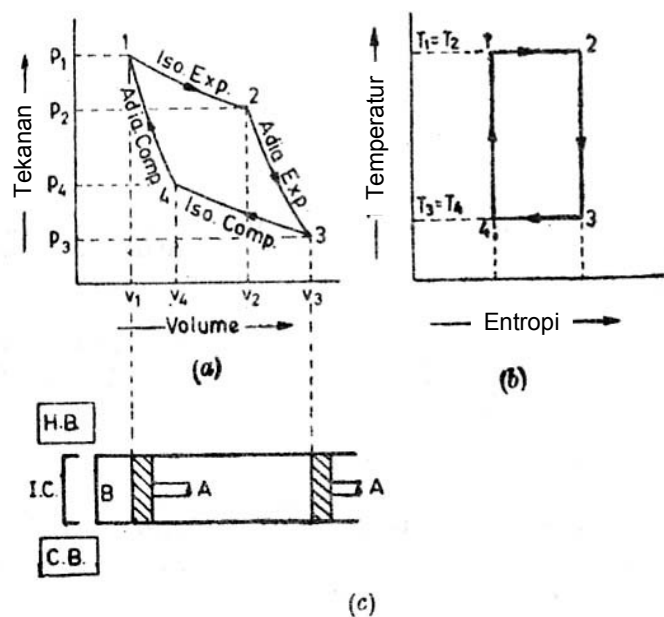 P₁
P₂
P₄
P₃
Tekanan
1
2
3
4
Iso. Exp.
Adia Exp.
Iso. Comp.
Adia Comp.
V₁
V₄
V₂
V₃
Volume
(a)
Temperatur
T₁=T₂
T₃=T₄
1
2
3
4
Entropi
(b)
H.B.
I.C.
B
A
A
C.B.
(c)